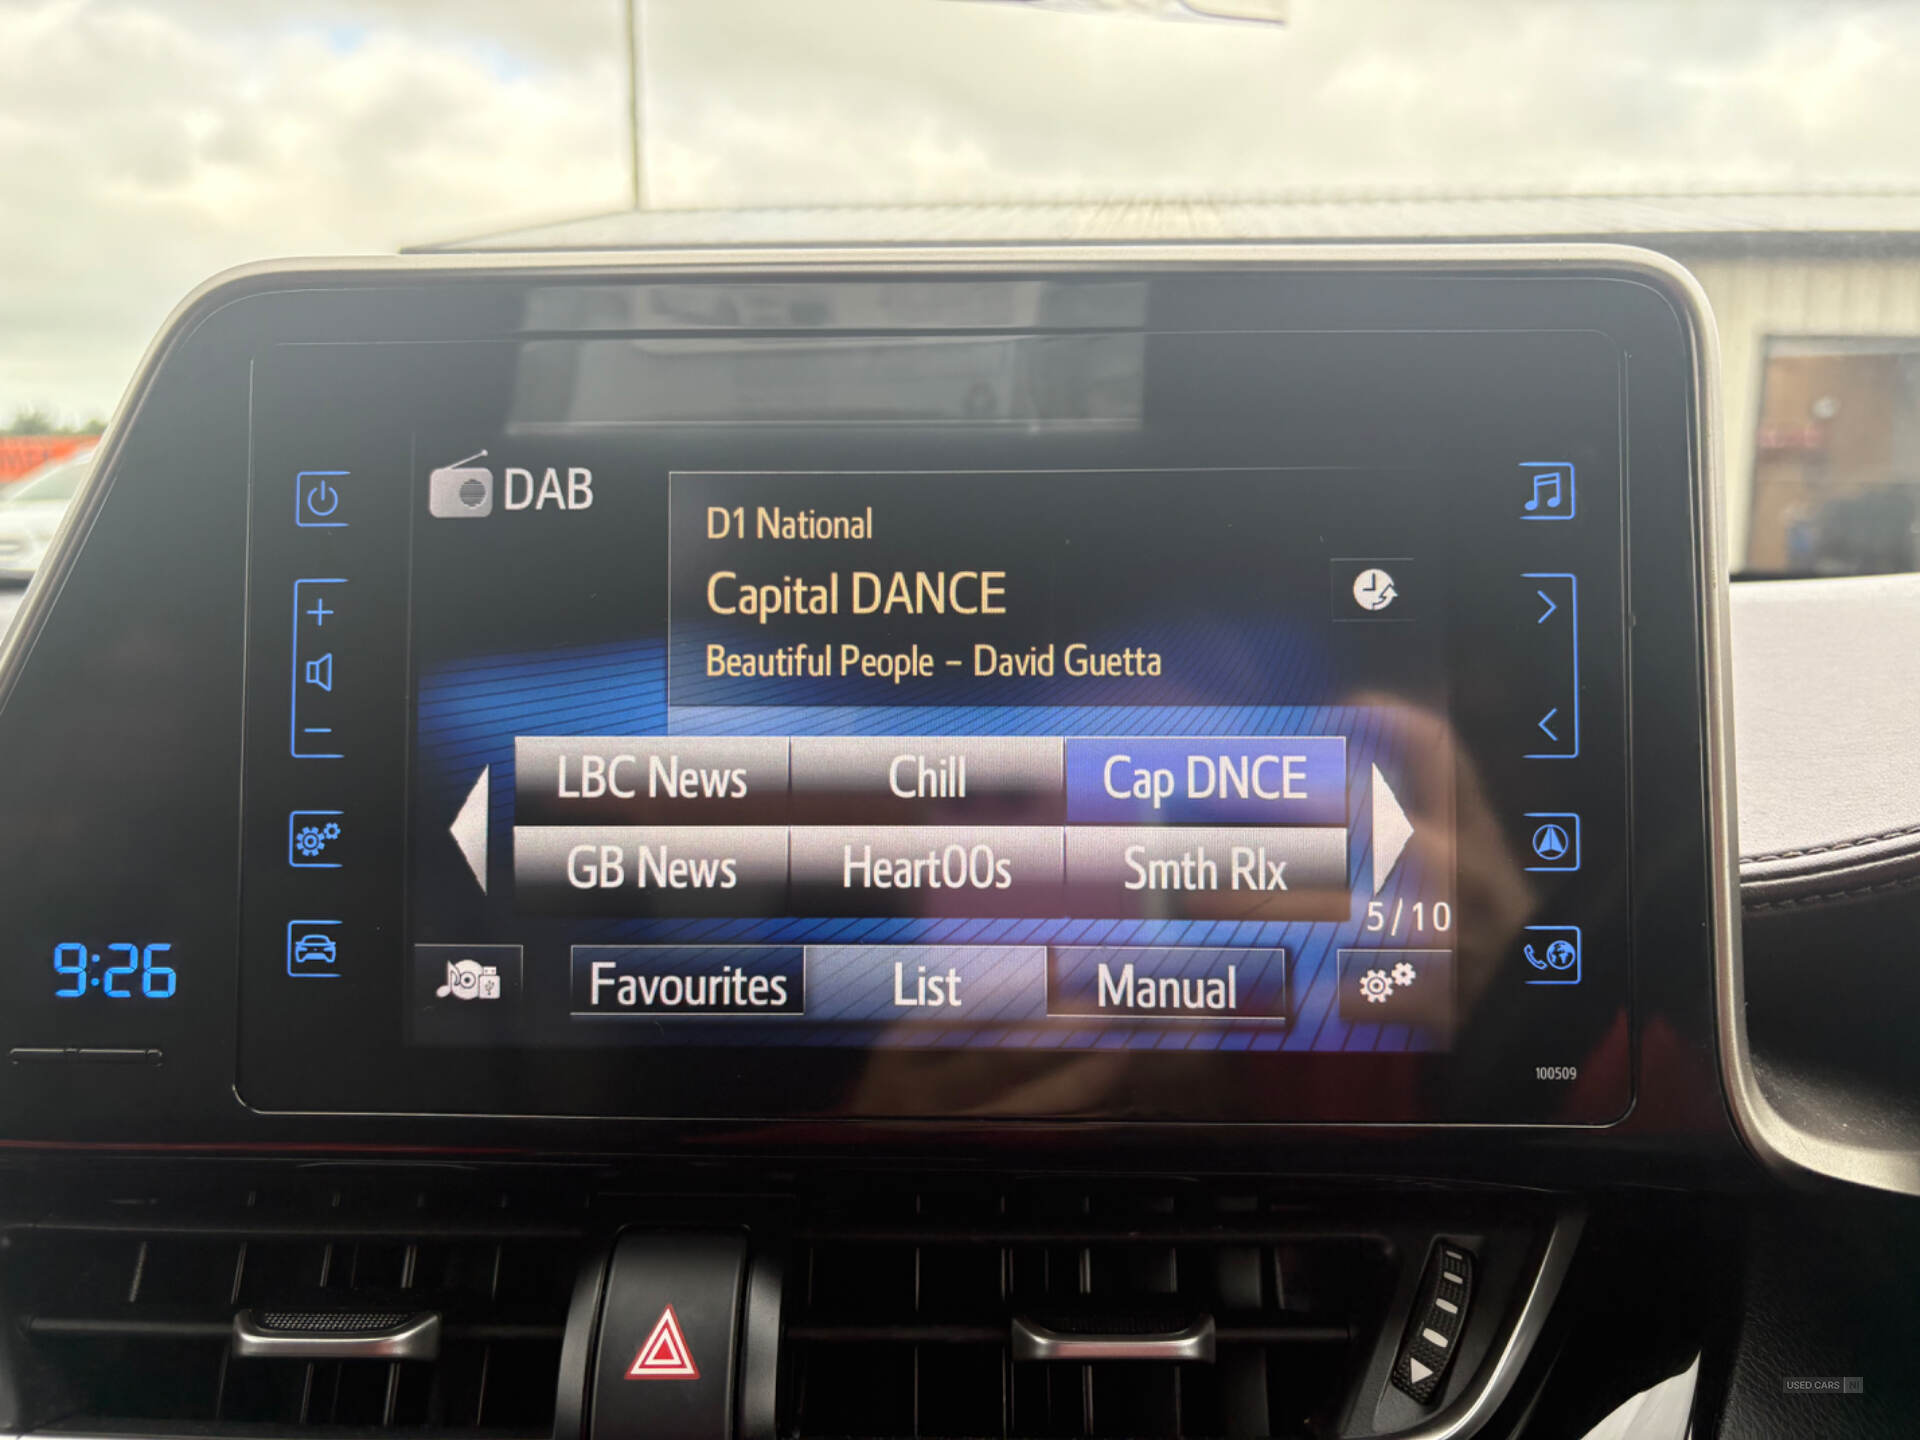 DAB
D1 National
Capital DANCE
Beautiful People – David Guetta
LBC News Chill Cap DNCE
GB News Heart00s Smth Rlx
5/10
Favourites List Manual
9:26
100509
USED CARS NI